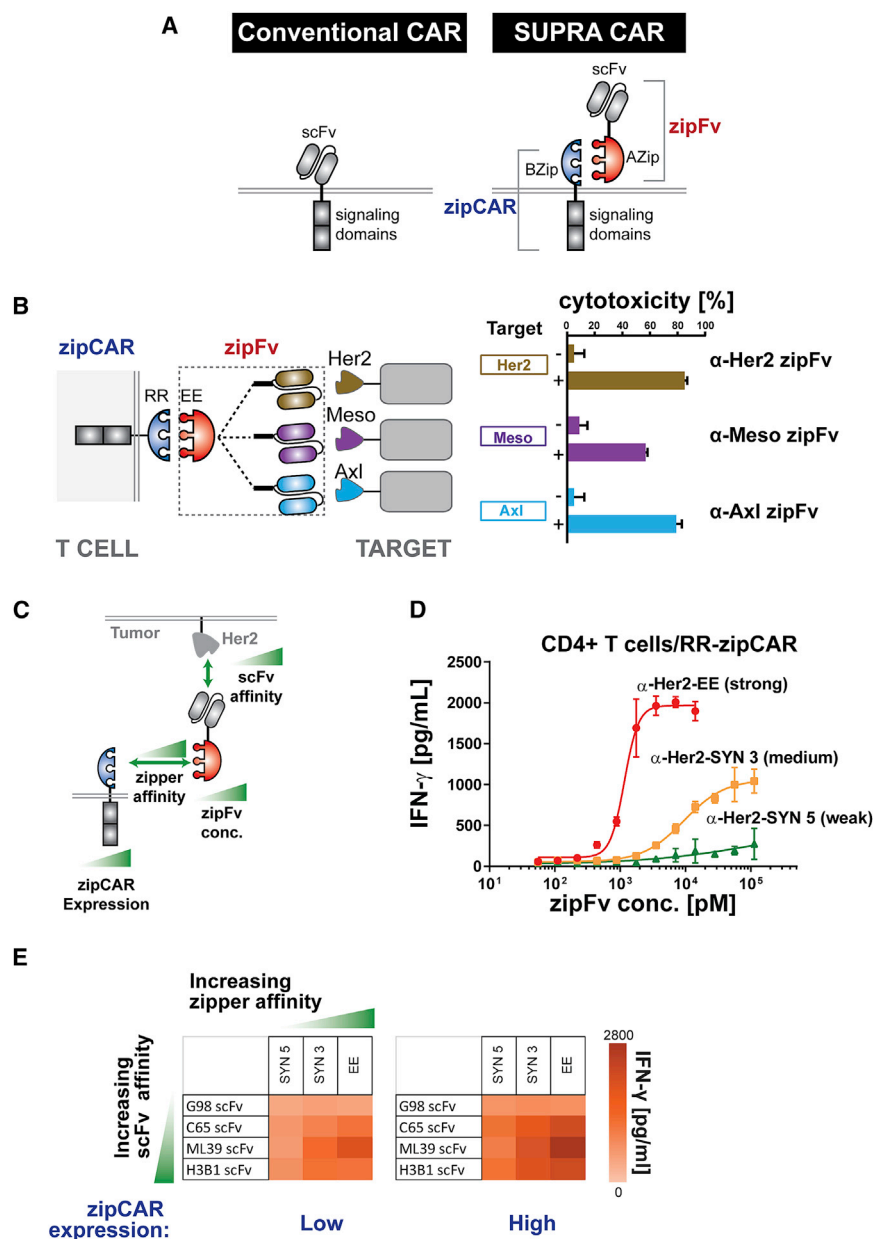 A
Conventional CAR
SUPRA CAR
scFv
signaling
domains
scFv
zipFv
BZip
AZip
zipCAR
signaling
domains
B
zipCAR
zipFv
RR EE
Her2
Meso
Axl
T CELL
TARGET
cytotoxicity [%]
Target
0 20 40 60 80 100
Her2
-
+
α-Her2 zipFv
Meso
-
+
α-Meso zipFv
Axl
-
+
α-Axl zipFv
C
Tumor
Her2
scFv
affinity
zipper
affinity
zipFv
conc.
zipCAR
Expression
D
CD4+ T cells/RR-zipCAR
IFN-γ [pg/mL]
2500
2000
1500
1000
500
0
α-Her2-EE (strong)
α-Her2-SYN 3 (medium)
α-Her2-SYN 5 (weak)
10¹ 10² 10³ 10⁴ 10⁵
zipFv conc. [pM]
E
Increasing
zipper affinity
Increasing
scFv affinity
SYN 5 SYN 3 EE
G98 scFv
C65 scFv
ML39 scFv
H3B1 scFv
SYN 5 SYN 3 EE
G98 scFv
C65 scFv
ML39 scFv
H3B1 scFv
2800
IFN-γ [pg/ml]
0
zipCAR
expression:
Low
High